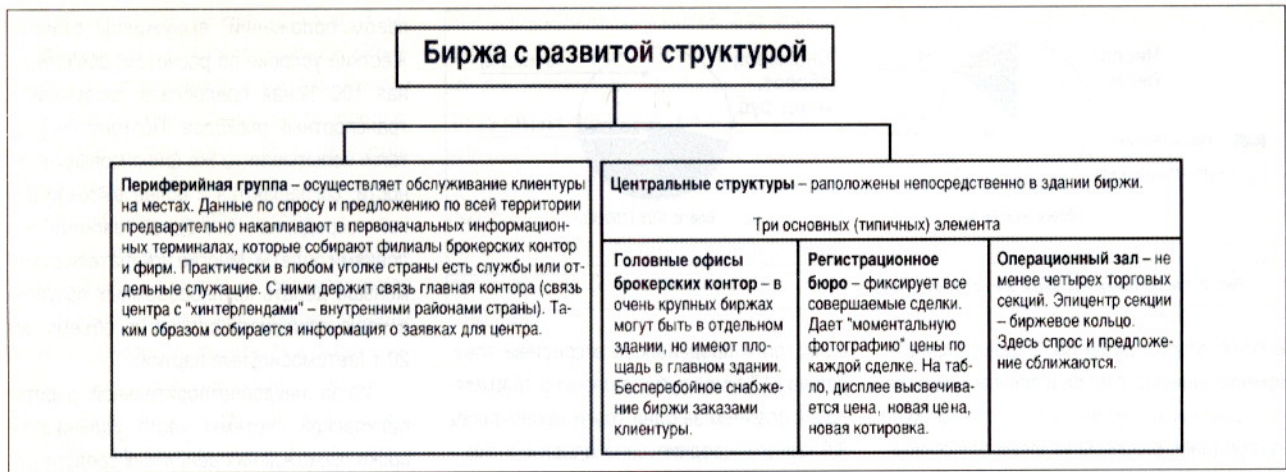 Биржа с развитой структурой
Периферийная группа – осуществляет обслуживание клиентуры
на местах. Данные по спросу и предложению по всей территории
предварительно накапливают в первоначальных информацион-
ных терминалах, которые собирают филиалы брокерских контор
и фирм. Практически в любом уголке страны есть службы или от-
дельные служащие. С ними держит связь главная контора (связь
центра с "хинтерлендами" – внутренними районами страны). Та-
ким образом собирается информация о заявках для центра.
Центральные структуры – раположены непосредственно в здании биржи.
Три основных (типичных) элемента
Головные офисы
брокерских контор – в
очень крупных биржах
могут быть в отдельном
здании, но имеют пло-
щадь в главном здании.
Бесперебойное снабже-
ние биржи заказами
клиентуры.
Регистрационное
бюро – фиксирует все
совершаемые сделки.
Дает "моментальную
фотографию" цены по
каждой сделке. На таб-
ло, дисплее высвечива-
ется цена, новая цена,
новая котировка.
Операционный зал – не
менее четырех торговых
секций. Эпицентр секции
– биржевое кольцо.
Здесь спрос и предложе-
ние сближаются.